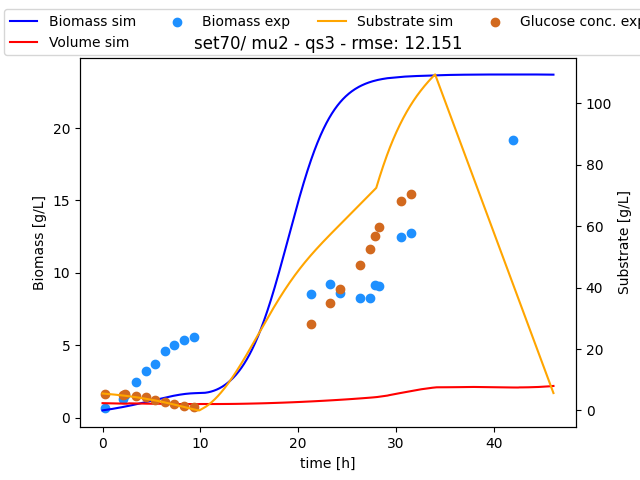 Biomass sim
Biomass exp
Substrate sim
Glucose conc. exp
Volume sim
set70/ mu2 - qs3 - rmse: 12.151
Biomass [g/L]
Substrate [g/L]
time [h]
0
5
10
15
20
0
20
40
60
80
100
0
10
20
30
40